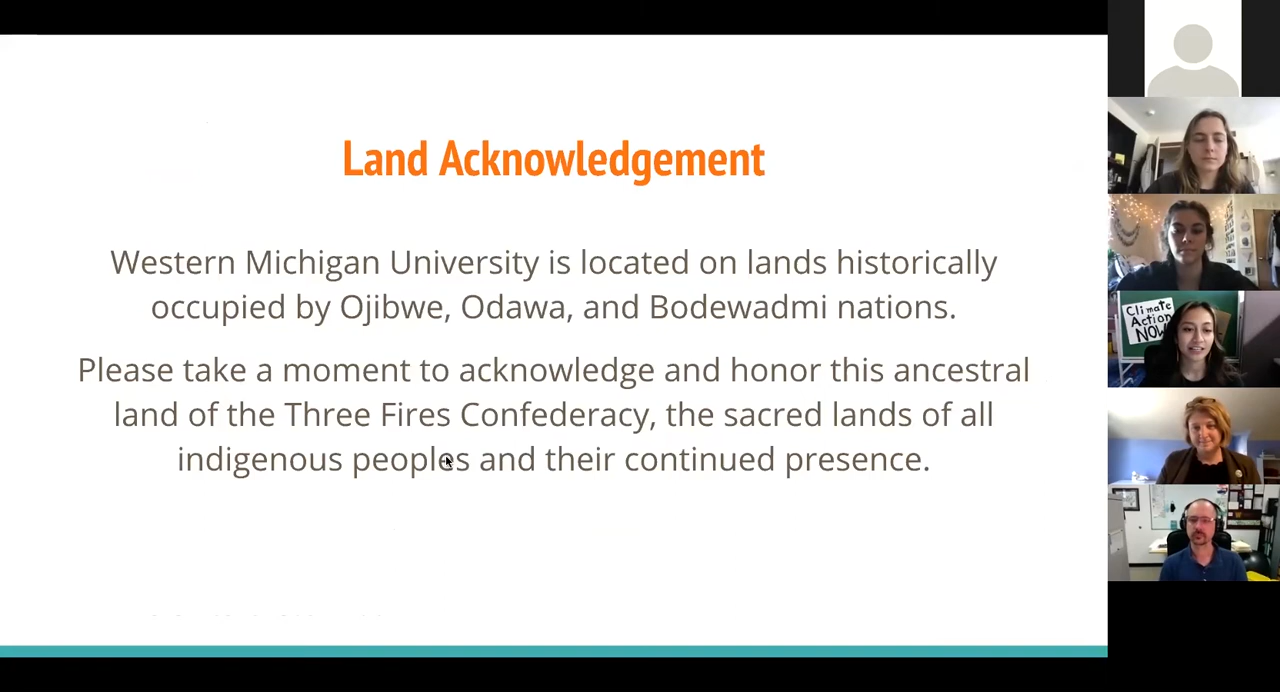 Land Acknowledgement
Western Michigan University is located on lands historically
occupied by Ojibwe, Odawa, and Bodewadmi nations.
Please take a moment to acknowledge and honor this ancestral
land of the Three Fires Confederacy, the sacred lands of all
indigenous peoples and their continued presence.
Climate
Action
NOW